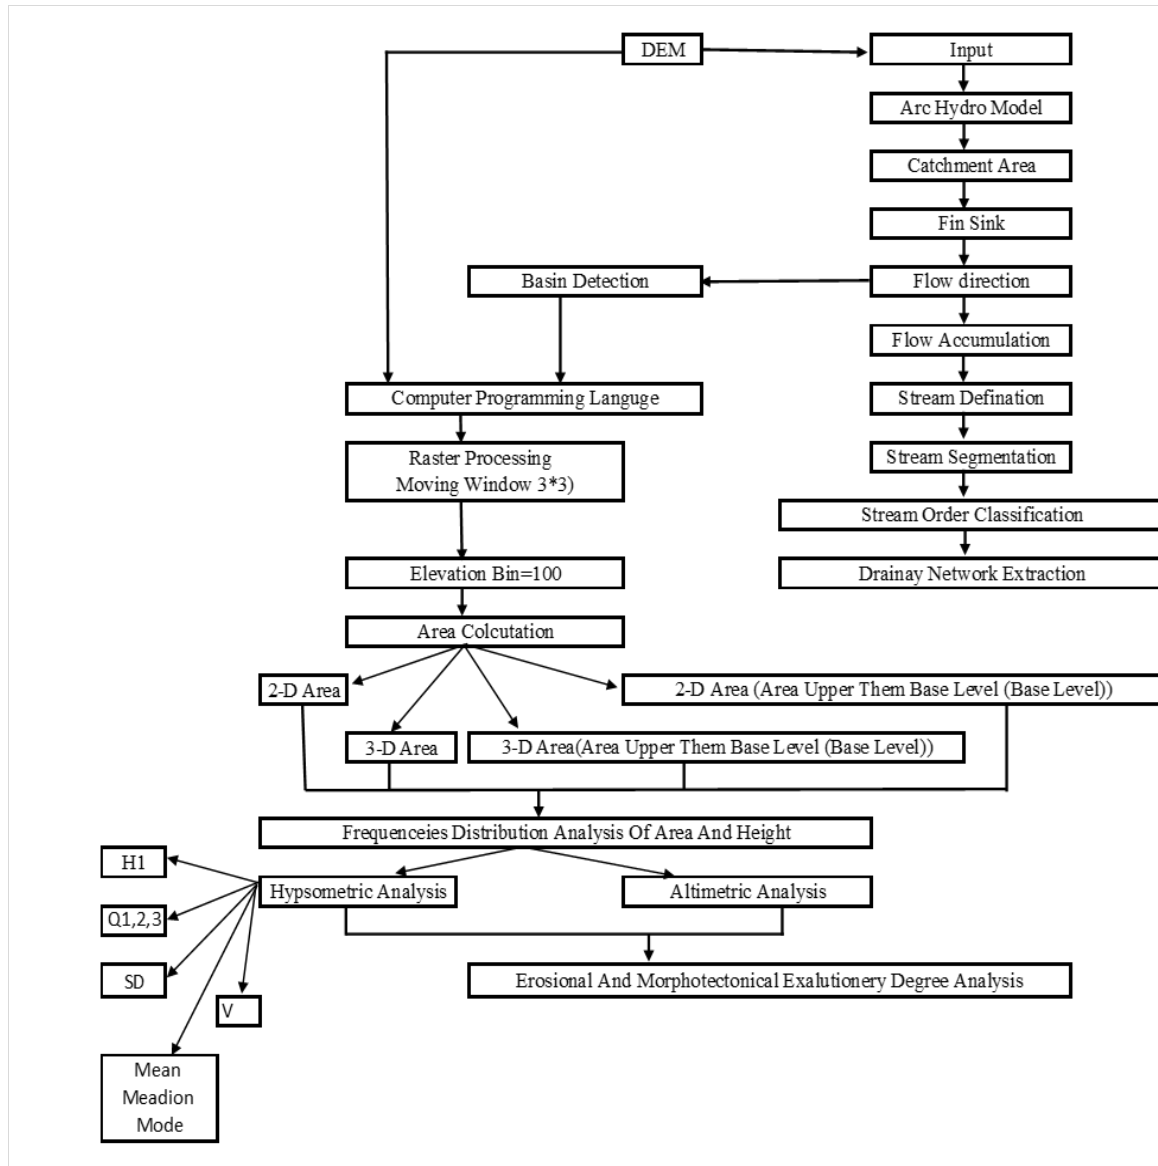 DEM
Input
Arc Hydro Model
Catchment Area
Fin Sink
Basin Detection
Flow direction
Flow Accumulation
Computer Programming Languge
Stream Defination
Raster Processing
Moving Window 3*3)
Stream Segmentation
Stream Order Classification
Elevation Bin=100
Drainay Network Extraction
Area Colcutation
2-D Area
2-D Area (Area Upper Them Base Level (Base Level))
3-D Area
3-D Area(Area Upper Them Base Level (Base Level))
Frequenceies Distribution Analysis Of Area And Height
H1
Hypsometric Analysis
Altimetric Analysis
Q1,2,3
SD
Erosional And Morphotectonical Exalutionery Degree Analysis
V
Mean
Meadion
Mode